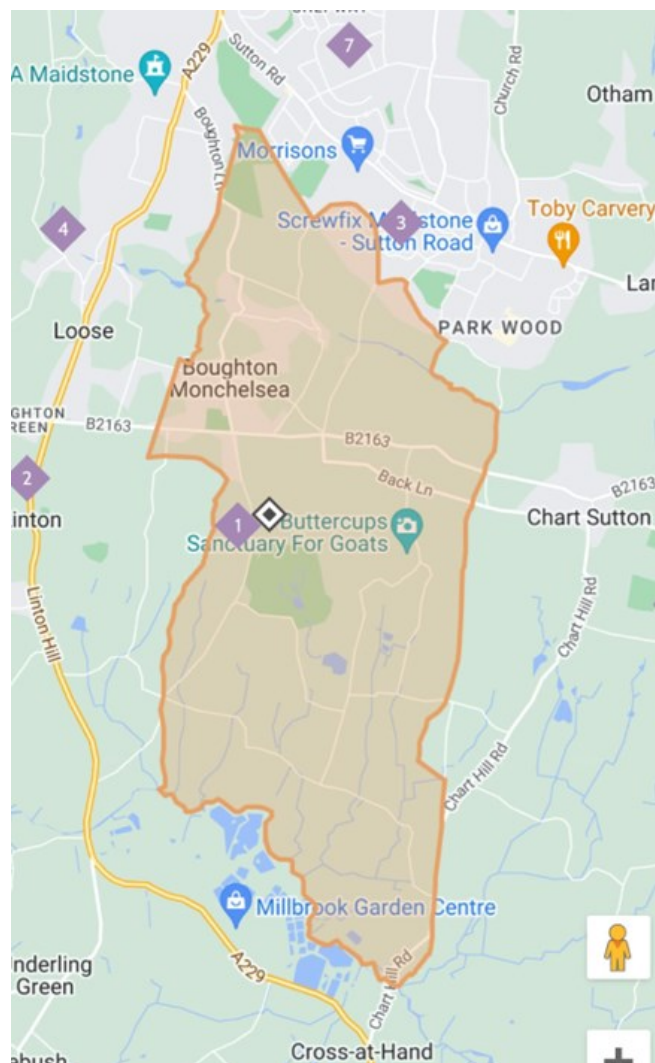 7
A Maidstone
A229
Sutton Rd
Church Rd
Otham
Boughton Ln
Morrisons
4
3
Screwfix Maidstone
- Sutton Road
Toby Carvery
Loose
PARK WOOD
Boughton
Monchelsea
B2163
B2163
Back Ln
B2163
2
1
Buttercups
Sanctuary For Goats
Chart Sutton
Linton Hill
Chart Hill Rd
Chart Hill Rd
Millbrook Garden Centre
A229
Green
Chart Hill Rd
Cross-at-Hand